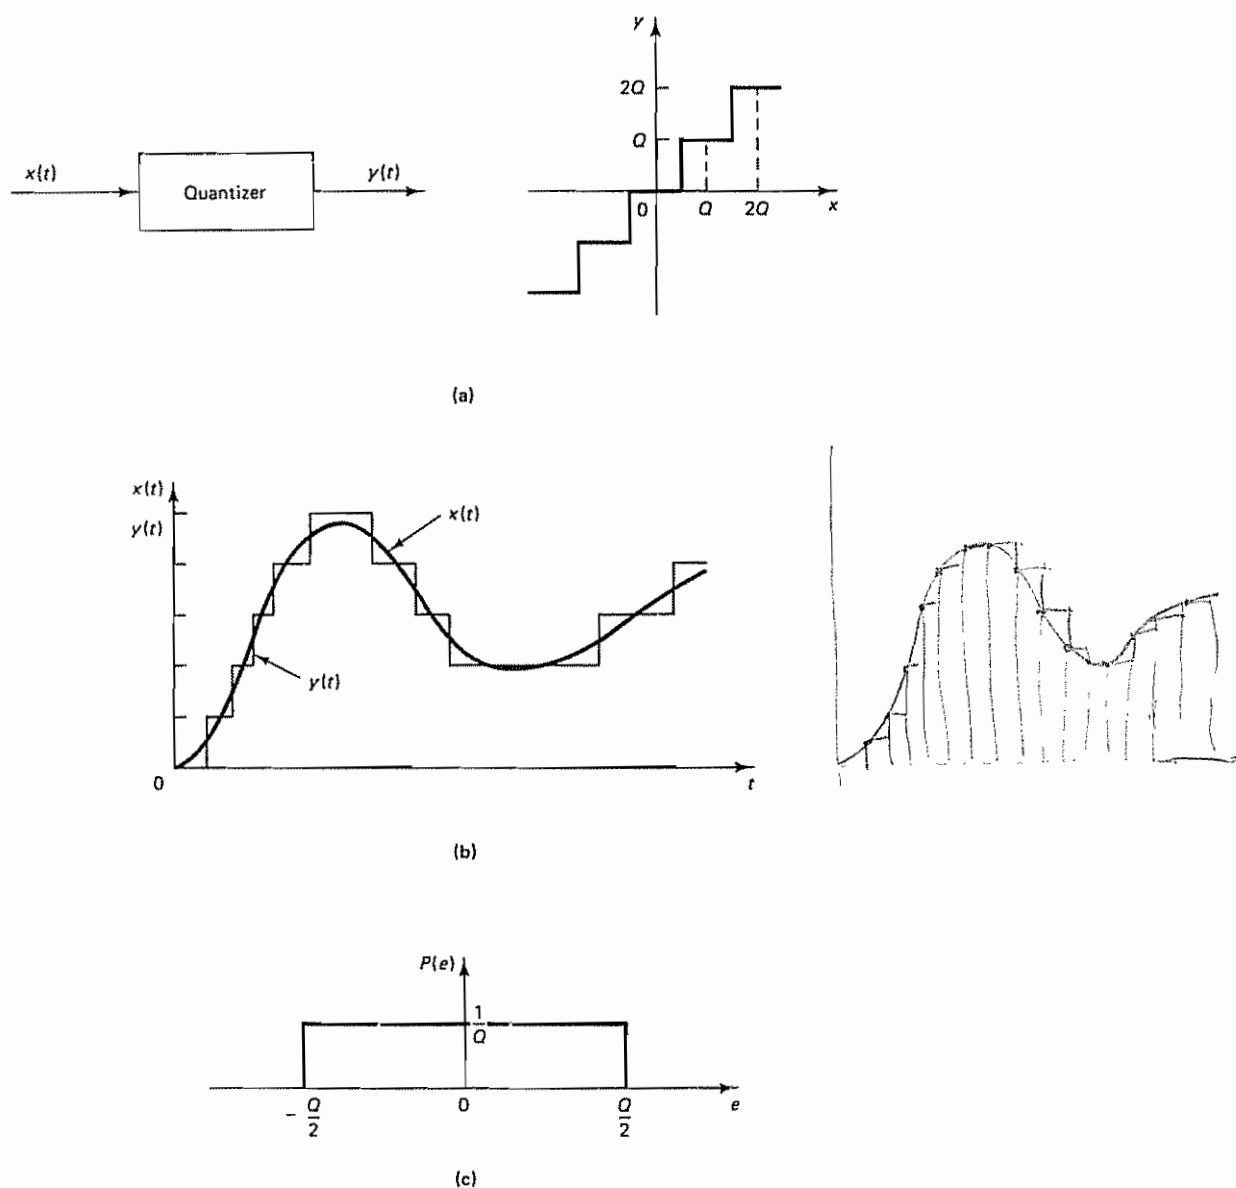 y
2Q
Q
x(t)
Quantizer
y(t)
0
Q
2Q
x
(a)
x(t)
y(t)
x(t)
y(t)
0
t
(b)
P(e)
1
Q
- Q
2
0
Q
2
e
(c)